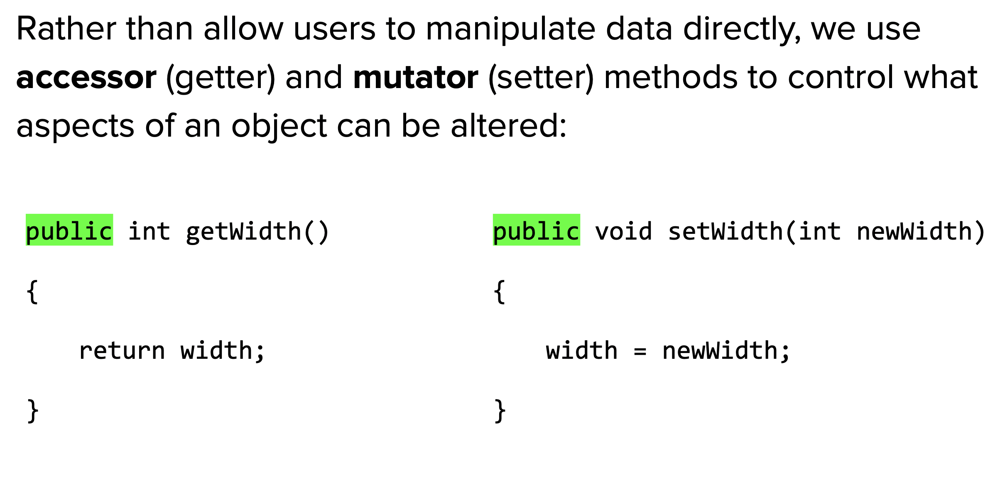 Rather than allow users to manipulate data directly, we use
accessor (getter) and mutator (setter) methods to control what
aspects of an object can be altered:
public int getWidth()
{
return width;
}
public void setWidth(int newWidth)
{
width = newWidth;
}